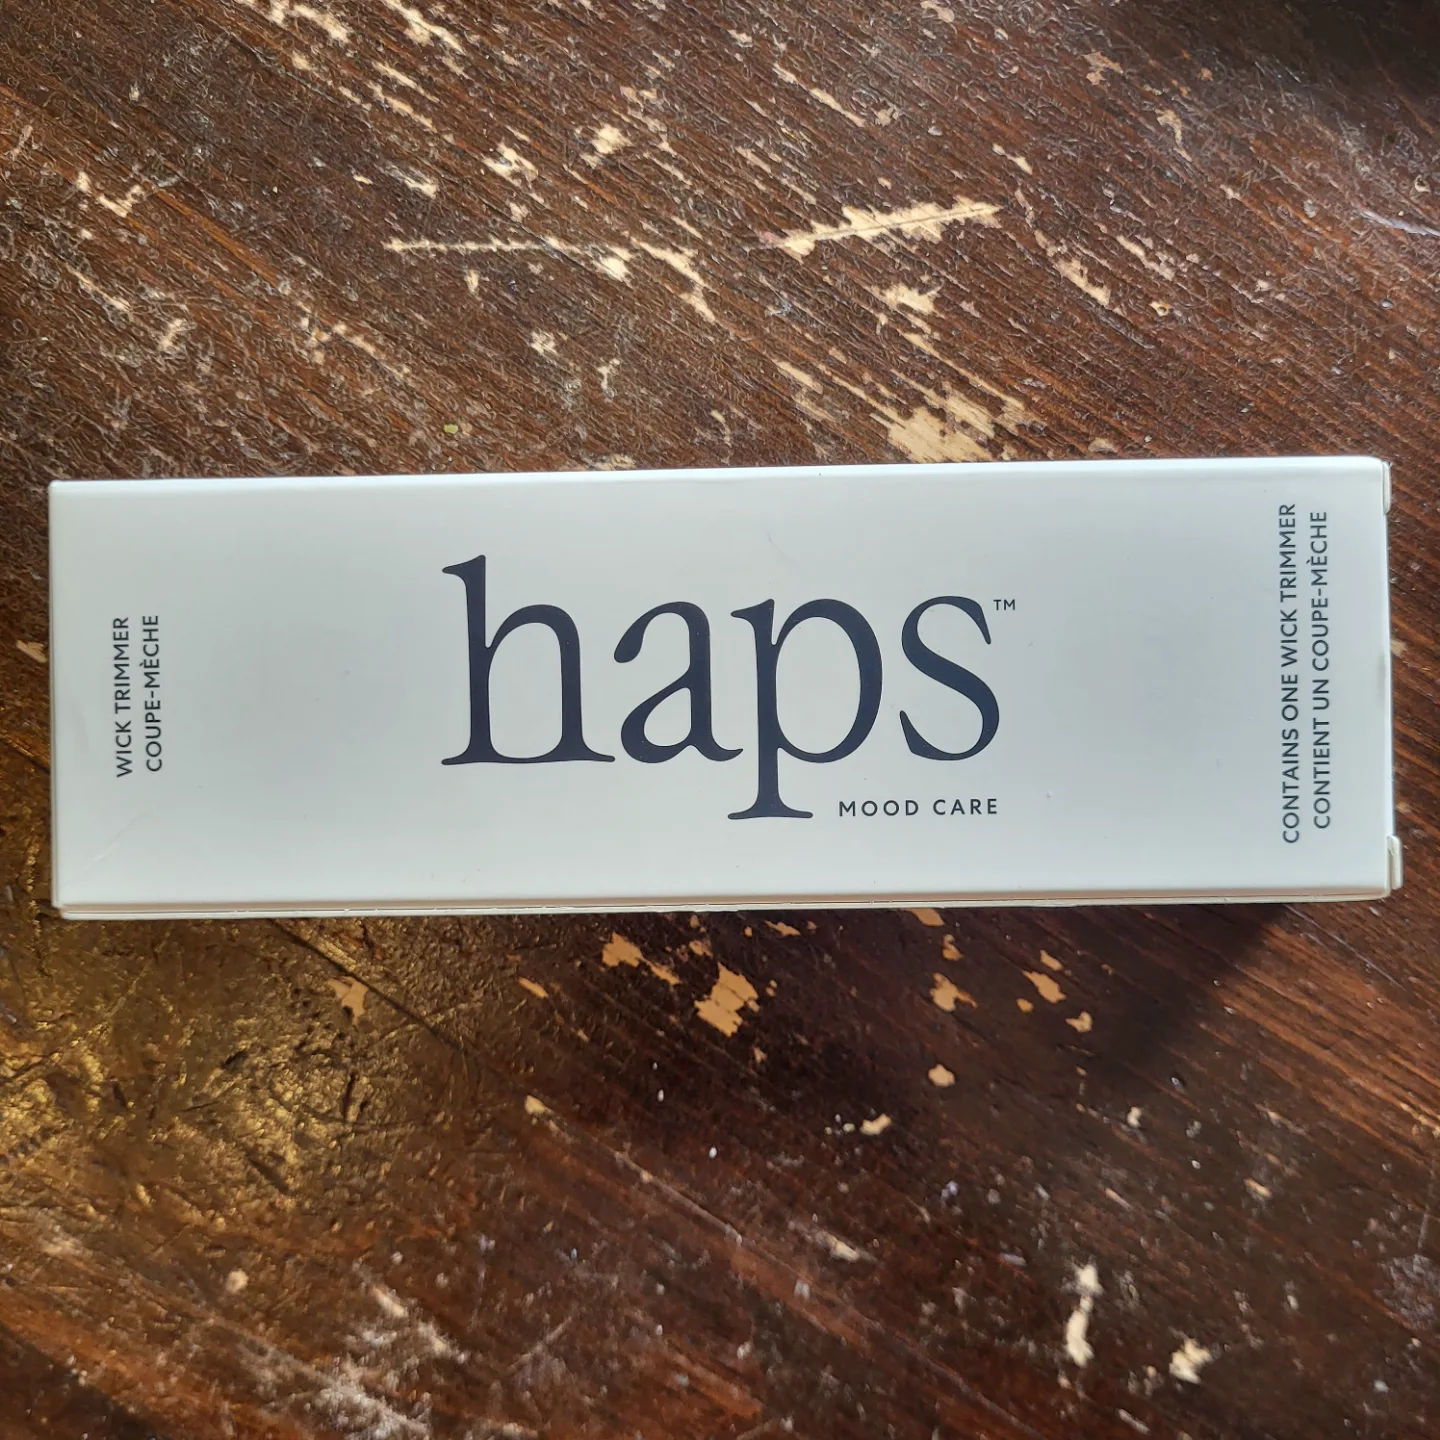 WICK TRIMMER
COUPE-MÈCHE
haps™
MOOD CARE
CONTAINS ONE WICK TRIMMER
CONTIENT UN COUPE-MÈCHE